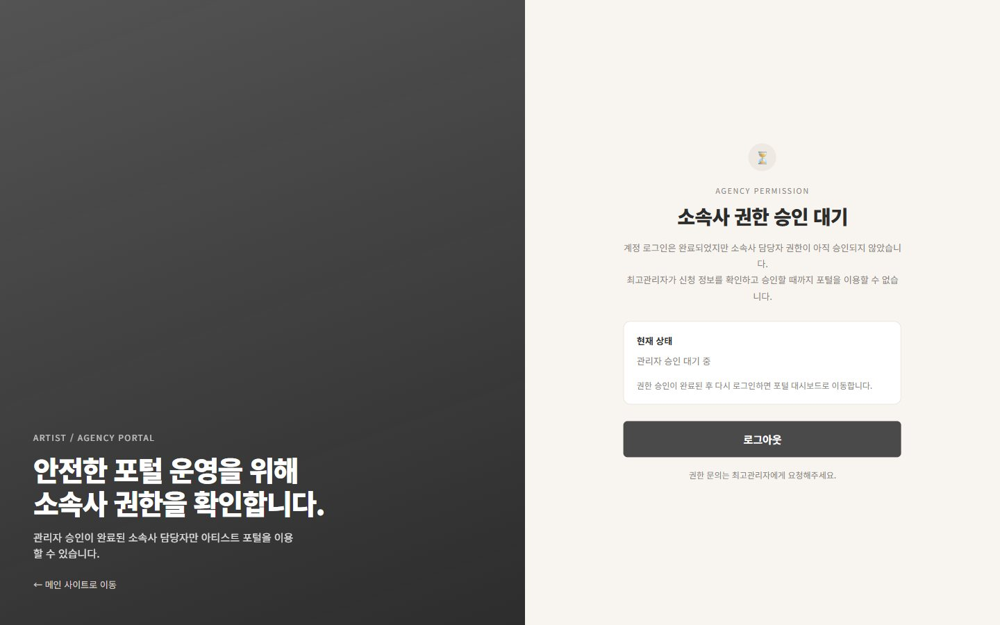 ARTIST / AGENCY PORTAL
안전한 포털 운영을 위해
소속사 권한을 확인합니다.
관리자 승인이 완료된 소속사 담당자만 아티스트 포털을 이용
할 수 있습니다.
← 메인 사이트로 이동
AGENCY PERMISSION
소속사 권한 승인 대기
계정 로그인은 완료되었지만 소속사 담당자 권한이 아직 승인되지 않았습니
다.
최고관리자가 신청 정보를 확인하고 승인할 때까지 포털을 이용할 수 없습
니다.
현재 상태
관리자 승인 대기 중
권한 승인이 완료된 후 다시 로그인하면 포털 대시보드로 이동합니다.
로그아웃
권한 문의는 최고관리자에게 요청해주세요.